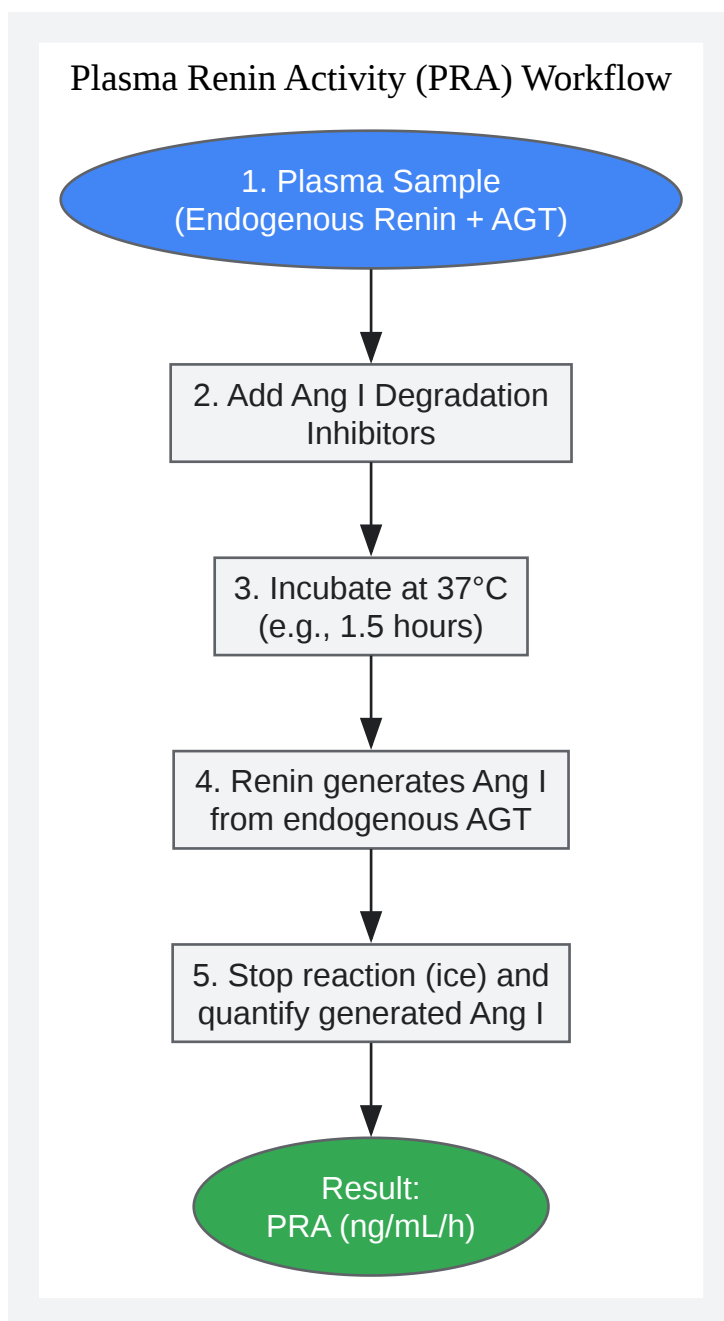 Plasma Renin Activity (PRA) Workflow
1. Plasma Sample
(Endogenous Renin + AGT)
2. Add Ang I Degradation
Inhibitors
3. Incubate at 37°C
(e.g., 1.5 hours)
4. Renin generates Ang I
from endogenous AGT
5. Stop reaction (ice) and
quantify generated Ang I
Result:
PRA (ng/mL/h)